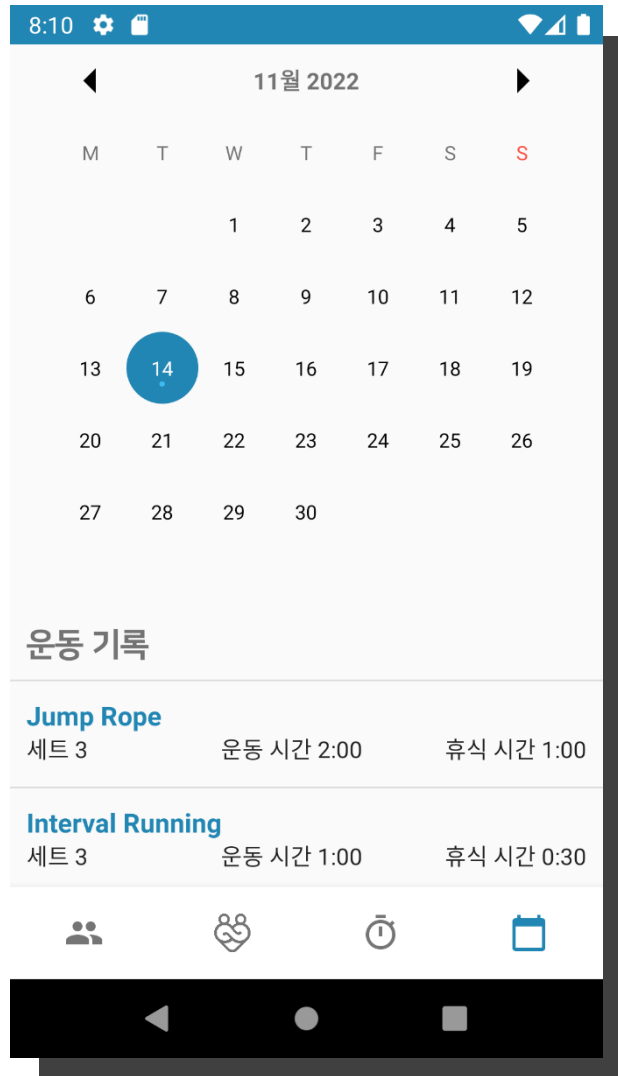 8:10
11월 2022
M T W T F S S
1 2 3 4 5
6 7 8 9 10 11 12
13 14 15 16 17 18 19
20 21 22 23 24 25 26
27 28 29 30
운동 기록
Jump Rope
세트 3 운동 시간 2:00 휴식 시간 1:00
Interval Running
세트 3 운동 시간 1:00 휴식 시간 0:30